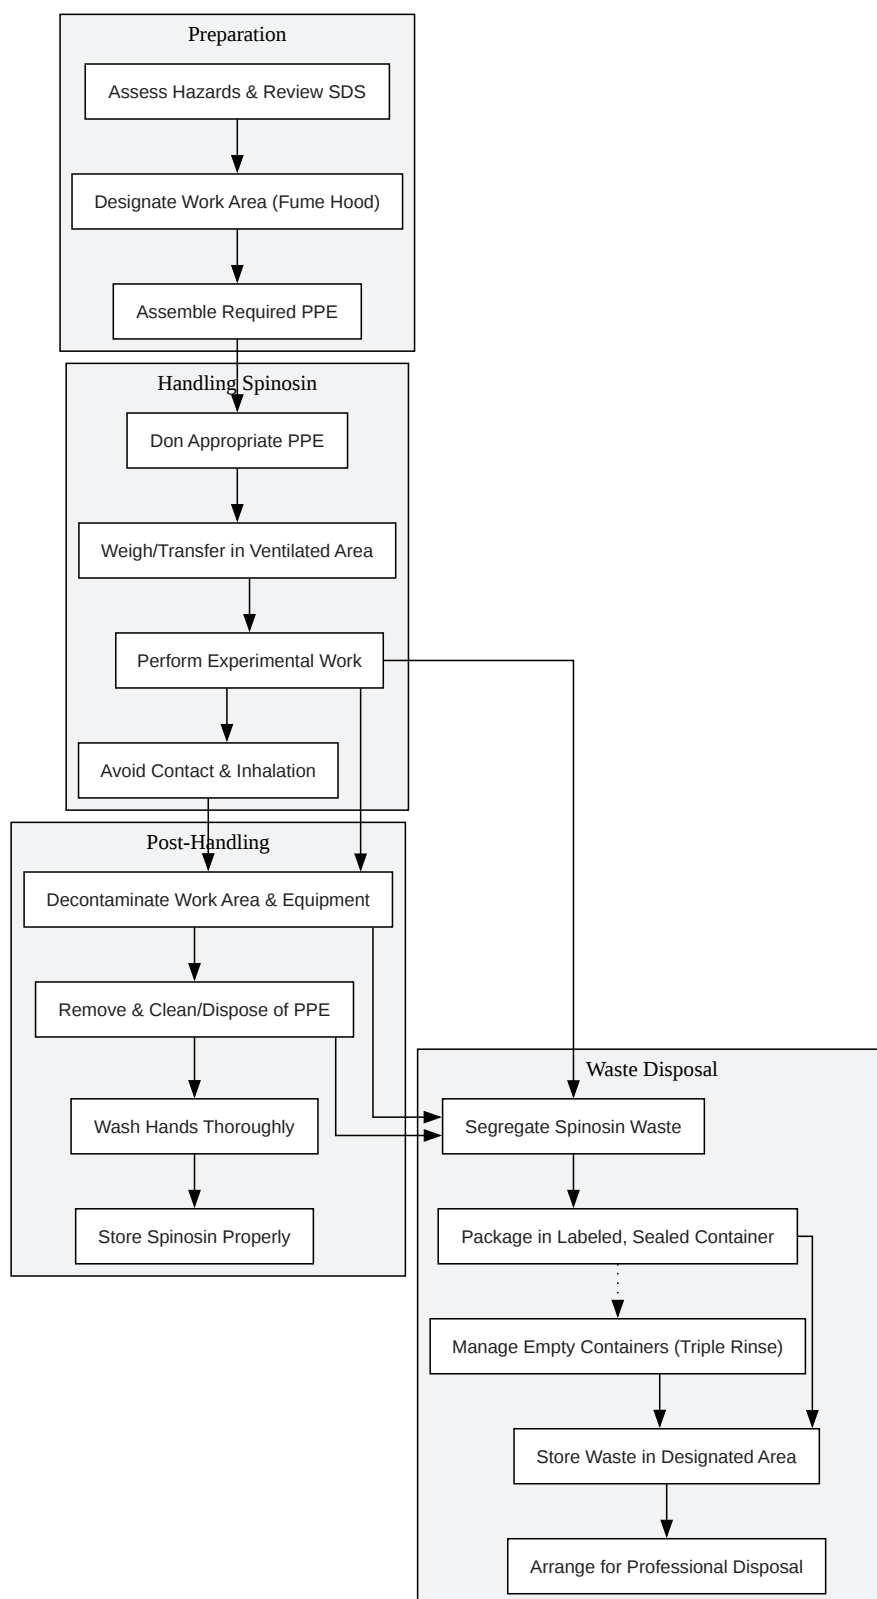 Preparation
Assess Hazards & Review SDS
Designate Work Area (Fume Hood)
Assemble Required PPE
Handling Spinosin
Don Appropriate PPE
Weigh/Transfer in Ventilated Area
Perform Experimental Work
Avoid Contact & Inhalation
Post-Handling
Decontaminate Work Area & Equipment
Remove & Clean/Dispose of PPE
Wash Hands Thoroughly
Store Spinosin Properly
Waste Disposal
Segregate Spinosin Waste
Package in Labeled, Sealed Container
Manage Empty Containers (Triple Rinse)
Store Waste in Designated Area
Arrange for Professional Disposal